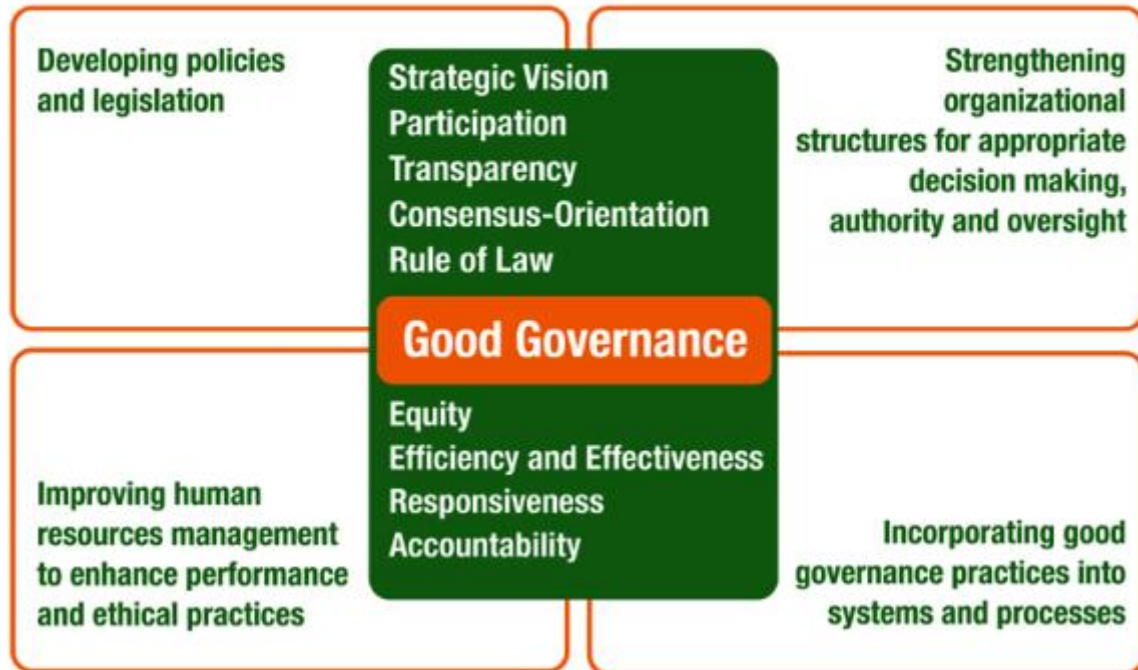 Developing policies
and legislation
Strategic Vision
Participation
Transparency
Consensus-Orientation
Rule of Law
Strengthening
organizational
structures for appropriate
decision making,
authority and oversight
Good Governance
Improving human
resources management
to enhance performance
and ethical practices
Equity
Efficiency and Effectiveness
Responsiveness
Accountability
Incorporating good
governance practices into
systems and processes